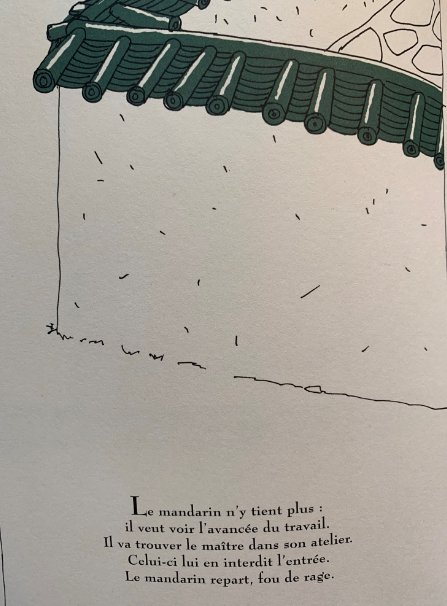 Le mandarin n'y tient plus :
il veut voir l'avancée du travail.
Il va trouver le maître dans son atelier.
Celui-ci lui en interdit l'entrée.
Le mandarin repart, fou de rage.